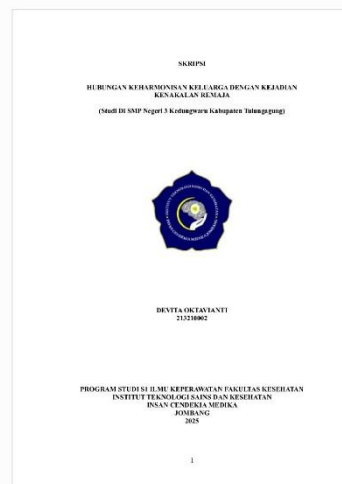 SKRIPSI
HUBUNGAN KEHARMONISAN KELUARGA DENGAN KEJADIAN
KENAKALAN REMAJA
(Studi Di SMP Negeri 3 Kedungwaru Kabupaten Tulungagung)
DEVITA OKTAVIANTI
213210002
PROGRAM STUDI S1 ILMU KEPERAWATAN FAKULTAS KESEHATAN
INSTITUT TEKNOLOGI SAINS DAN KESEHATAN
INSAN CENDEKIA MEDIKA
JOMBANG
2025
1